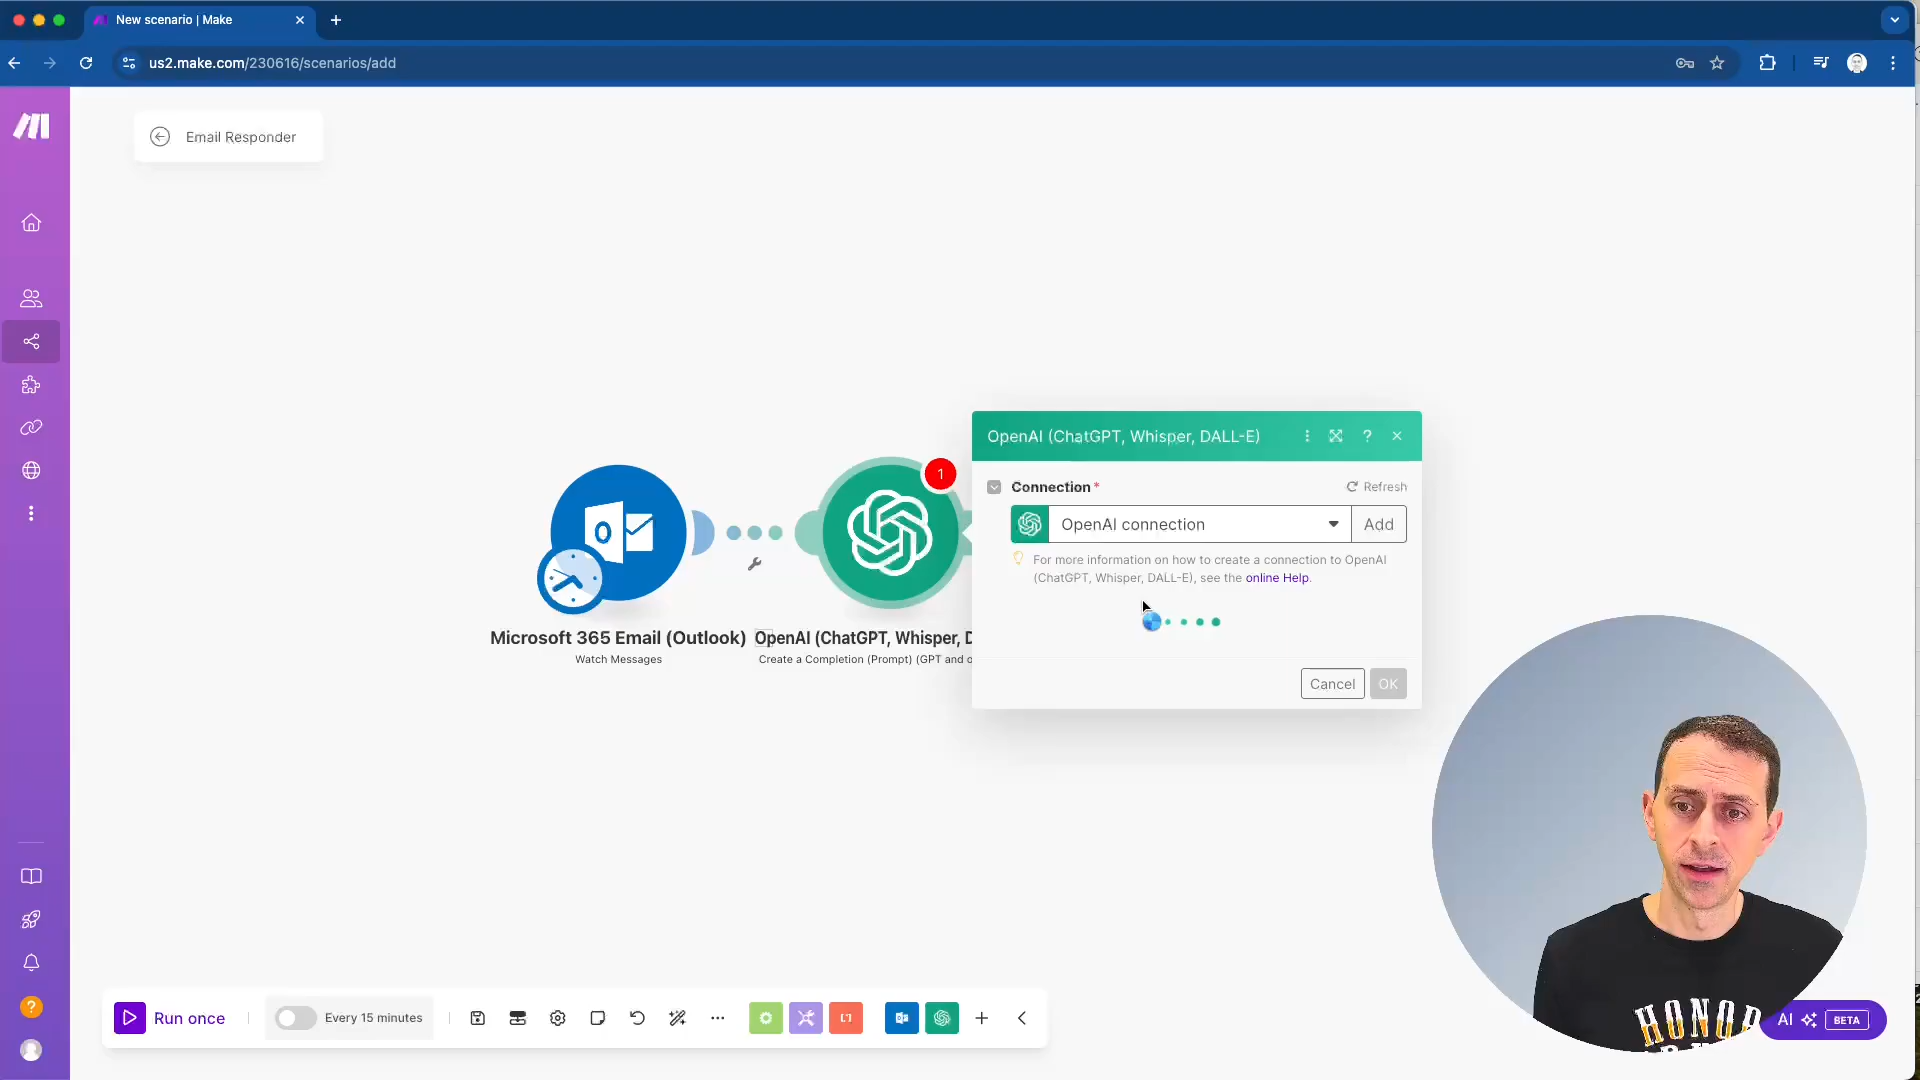 New scenario | Make
us2.make.com/230616/scenarios/add
Email Responder
OpenAI (ChatGPT, Whisper, DALL-E)
1
Connection *
Refresh
OpenAI connection
Add
For more information on how to create a connection to OpenAI
(ChatGPT, Whisper, DALL-E), see the online Help.
Cancel
OK
Microsoft 365 Email (Outlook)
Watch Messages
OpenAI (ChatGPT, Whisper, D
Create a Completion (Prompt) (GPT and o
Run once
Every 15 minutes
AI
BETA
HONOR